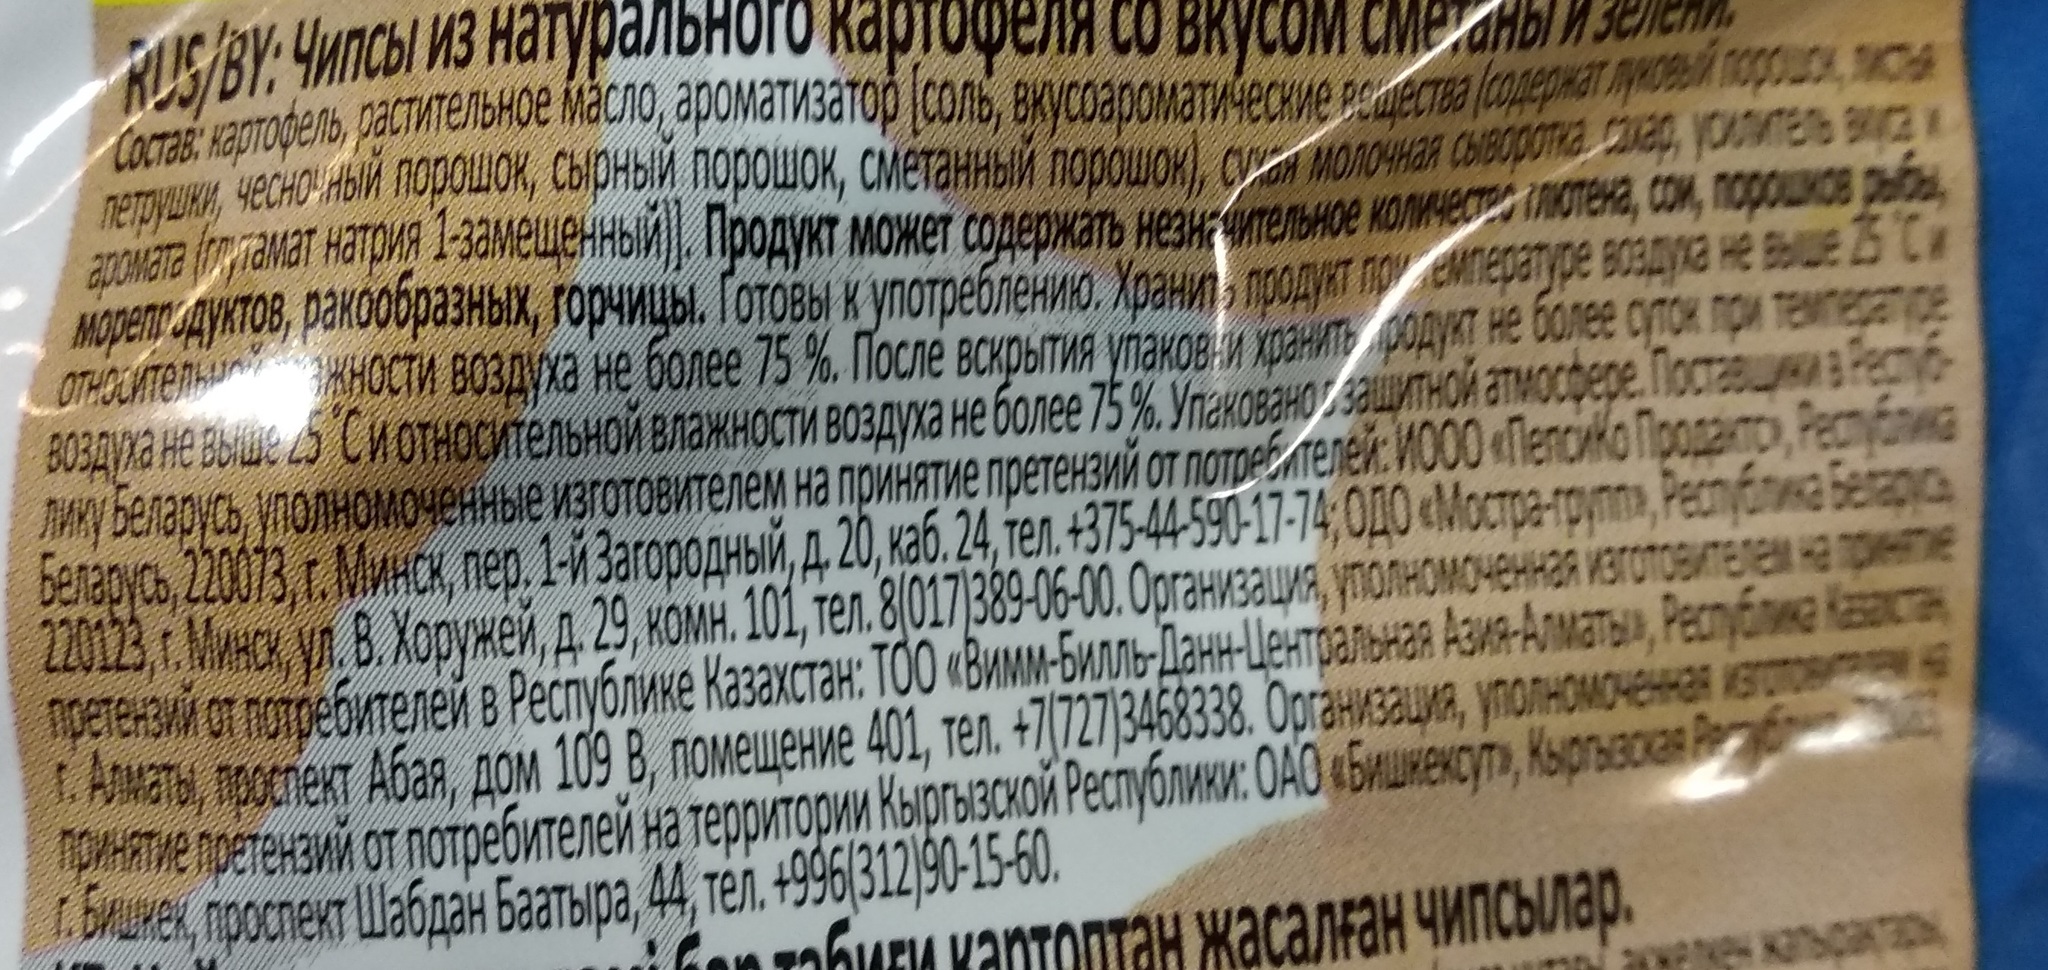 RUS/BY: Чипсы из натурального картофеля со вкусом сметаны и зелени.
Состав: картофель, растительное масло, ароматизатор [соль, вкусоароматические вещества (содержат луковый порошок, листья
петрушки, чесночный порошок, сырный порошок, сметанный порошок), сухая молочная сыворотка, сахар, усилитель вкуса и
аромата (глутамат натрия 1-замещенный)]. Продукт может содержать незначительное количество глютена, сои, порошков рыбы,
морепродуктов, ракообразных, горчицы. Готовы к употреблению. Хранить продукт при температуре воздуха не выше 25 °С и
относительной влажности воздуха не более 75 %. После вскрытия упаковки хранить продукт не более суток при температуре
воздуха не выше 25 °С и относительной влажности воздуха не более 75 %. Упаковано в защитной атмосфере. Поставщики в Респуб-
лику Беларусь, уполномоченные изготовителем на принятие претензий от потребителей: ИООО «ПепсиКо Продактс», Республика
Беларусь, 220073, г. Минск, пер. 1-й Загородный, д. 20, каб. 24, тел. +375-44-590-17-74; ОДО «Мостра-групп», Республика Беларусь
220123, г. Минск, ул. В. Хоружей, д. 29, комн. 101, тел. 8(017)389-06-00. Организация, уполномоченная изготовителем на принятие
претензий от потребителей в Республике Казахстан: ТОО «Вимм-Билль-Данн-Центральная Азия-Алматы», Республика Казахстан,
г. Алматы, проспект Абая, дом 109 В, помещение 401, тел. +7(727)3468338. Организация, уполномоченная изготовителем на
принятие претензий от потребителей на территории Кыргызской Республики: ОАО «Бишкексут», Кыргызская
г. Бишкек, проспект Шабдан Баатыра, 44, тел. +996(312)90-15-60.
бар табиғи картоптан жасалған чипсылар.
жапырақтары,